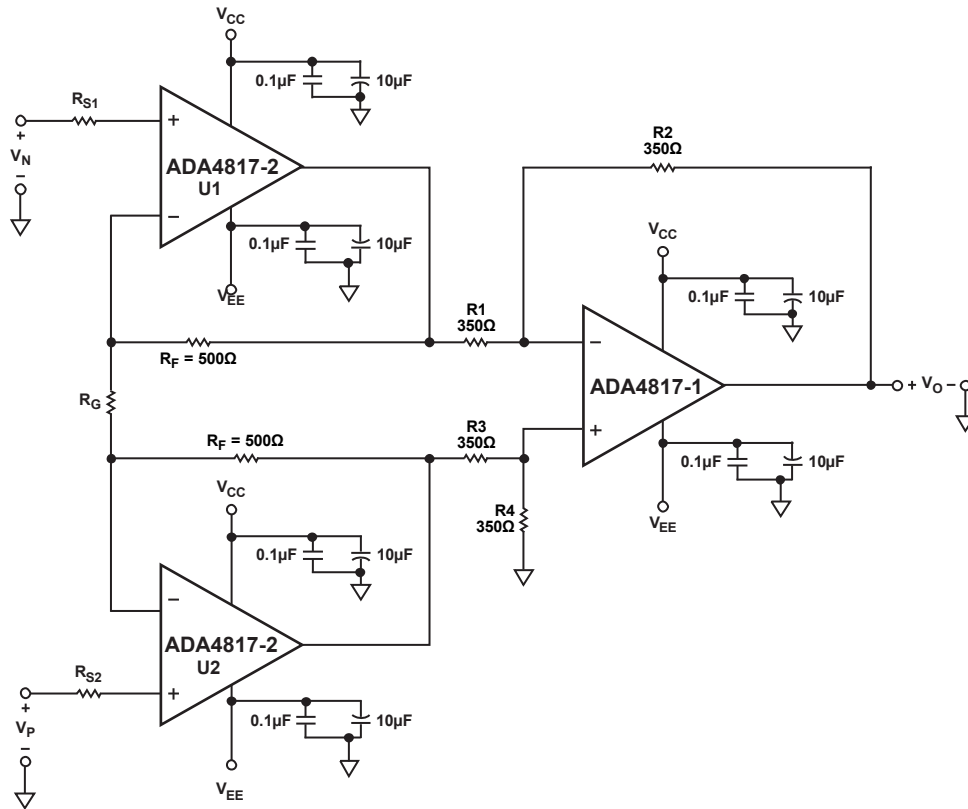 VCC
0.1µF
10µF
RS1
+
VN
−
+
ADA4817-2
U1
−
R2
350Ω
0.1µF
10µF
VCC
VEE
0.1µF
10µF
R1
350Ω
−
RF = 500Ω
ADA4817-1
+ VO −
RG
R3
350Ω
+
RF = 500Ω
0.1µF
10µF
VCC
R4
350Ω
VEE
0.1µF
10µF
−
ADA4817-2
U2
RS2
+
+
VP
−
0.1µF
10µF
VEE